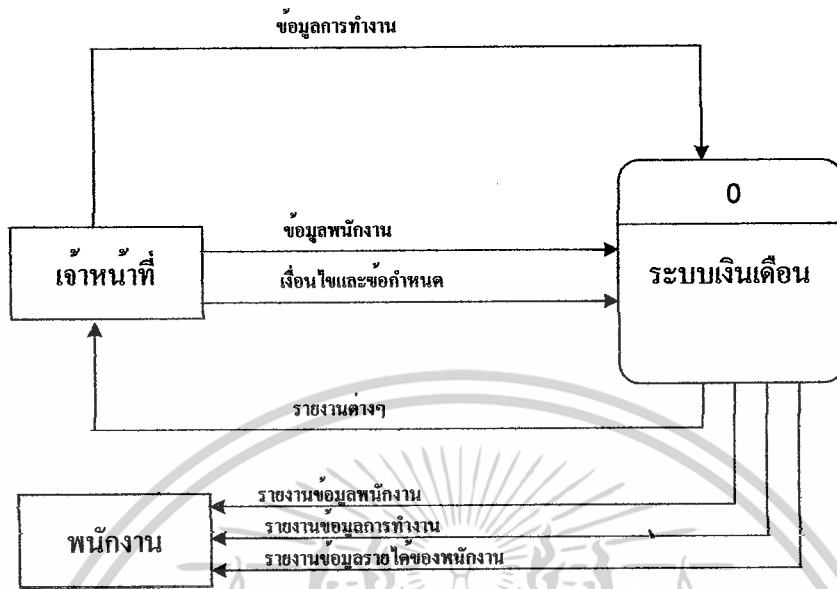 ข้อมูลการทำงาน
0
ข้อมูลพนักงาน
เจ้าหน้าที่
เงื่อนไขและข้อกำหนด
ระบบเงินเดือน
รายงานต่างๆ
รายงานข้อมูลพนักงาน
รายงานข้อมูลการทำงาน
พนักงาน
รายงานข้อมูลรายได้ของพนักงาน